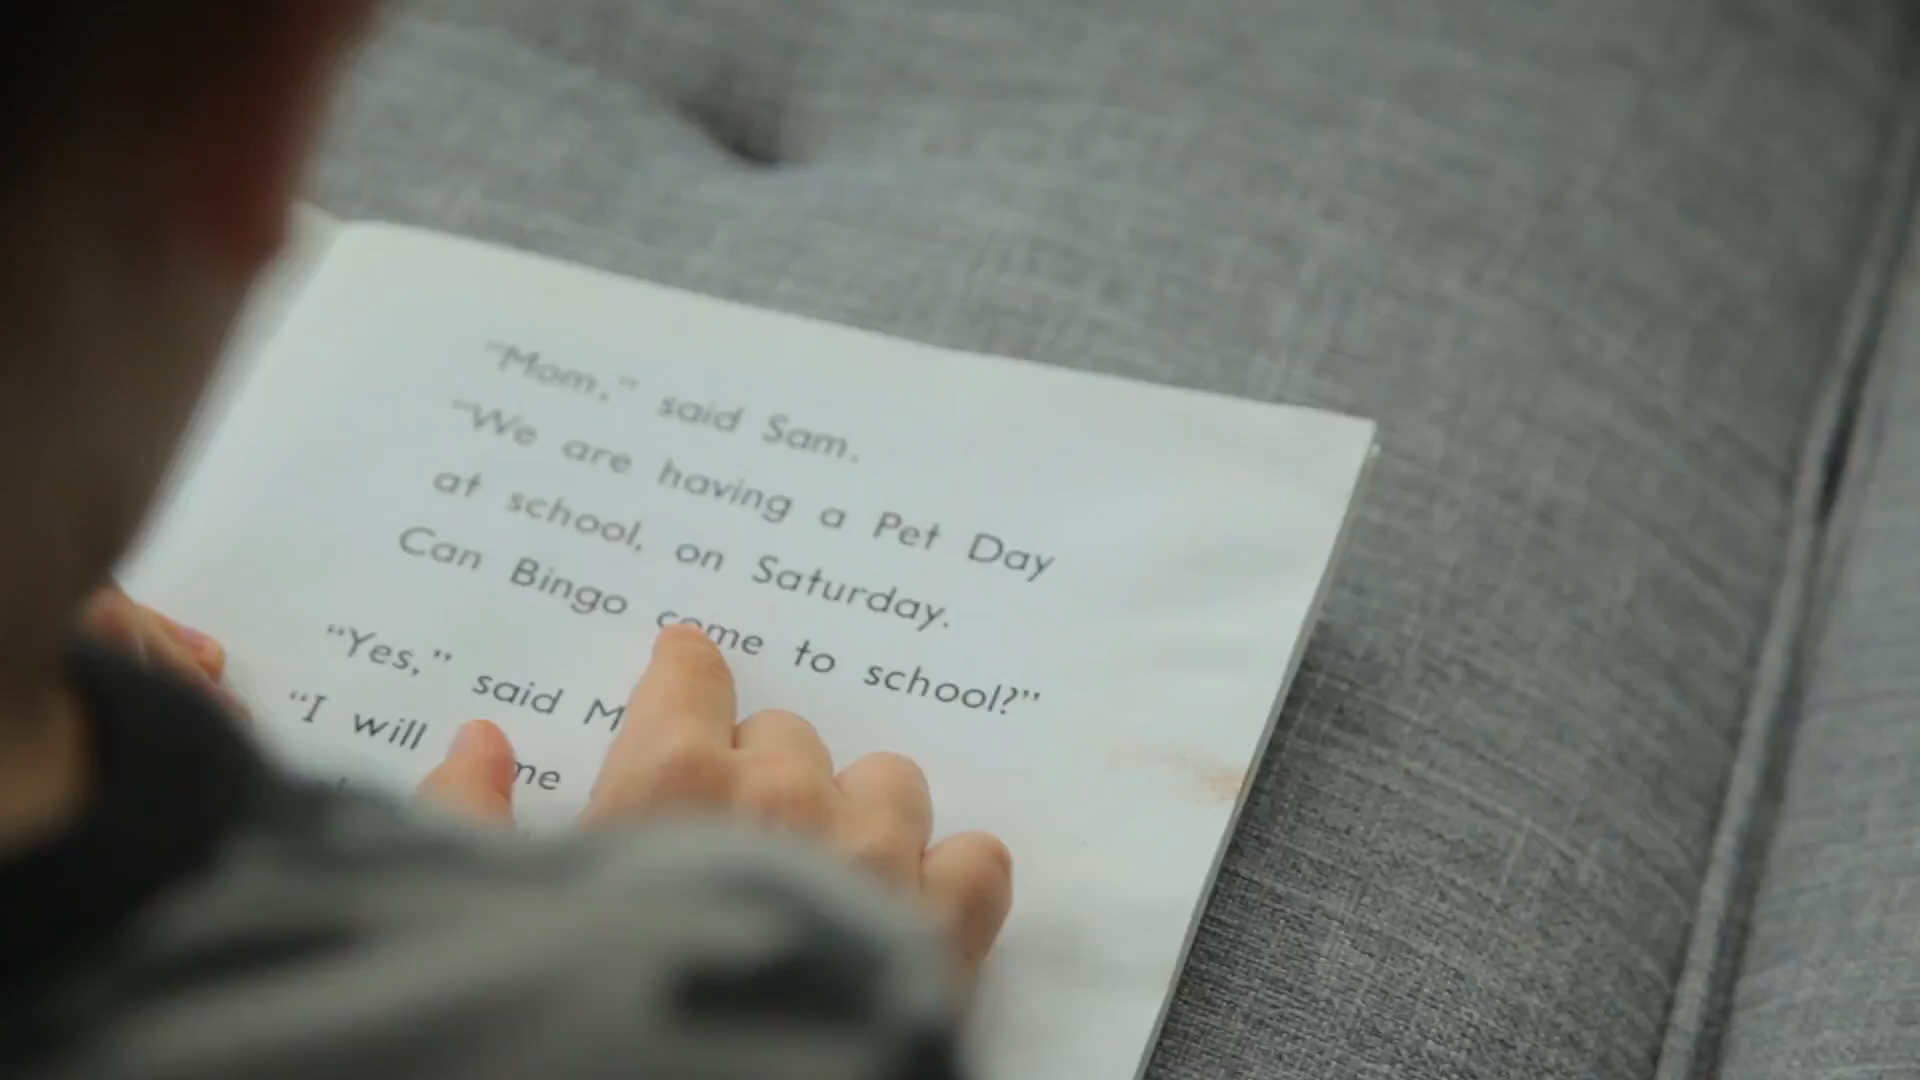 "Mom," said Sam.
"We are having a Pet Day
at school, on Saturday.
Can Bingo come to school?"
"Yes," said
"I will